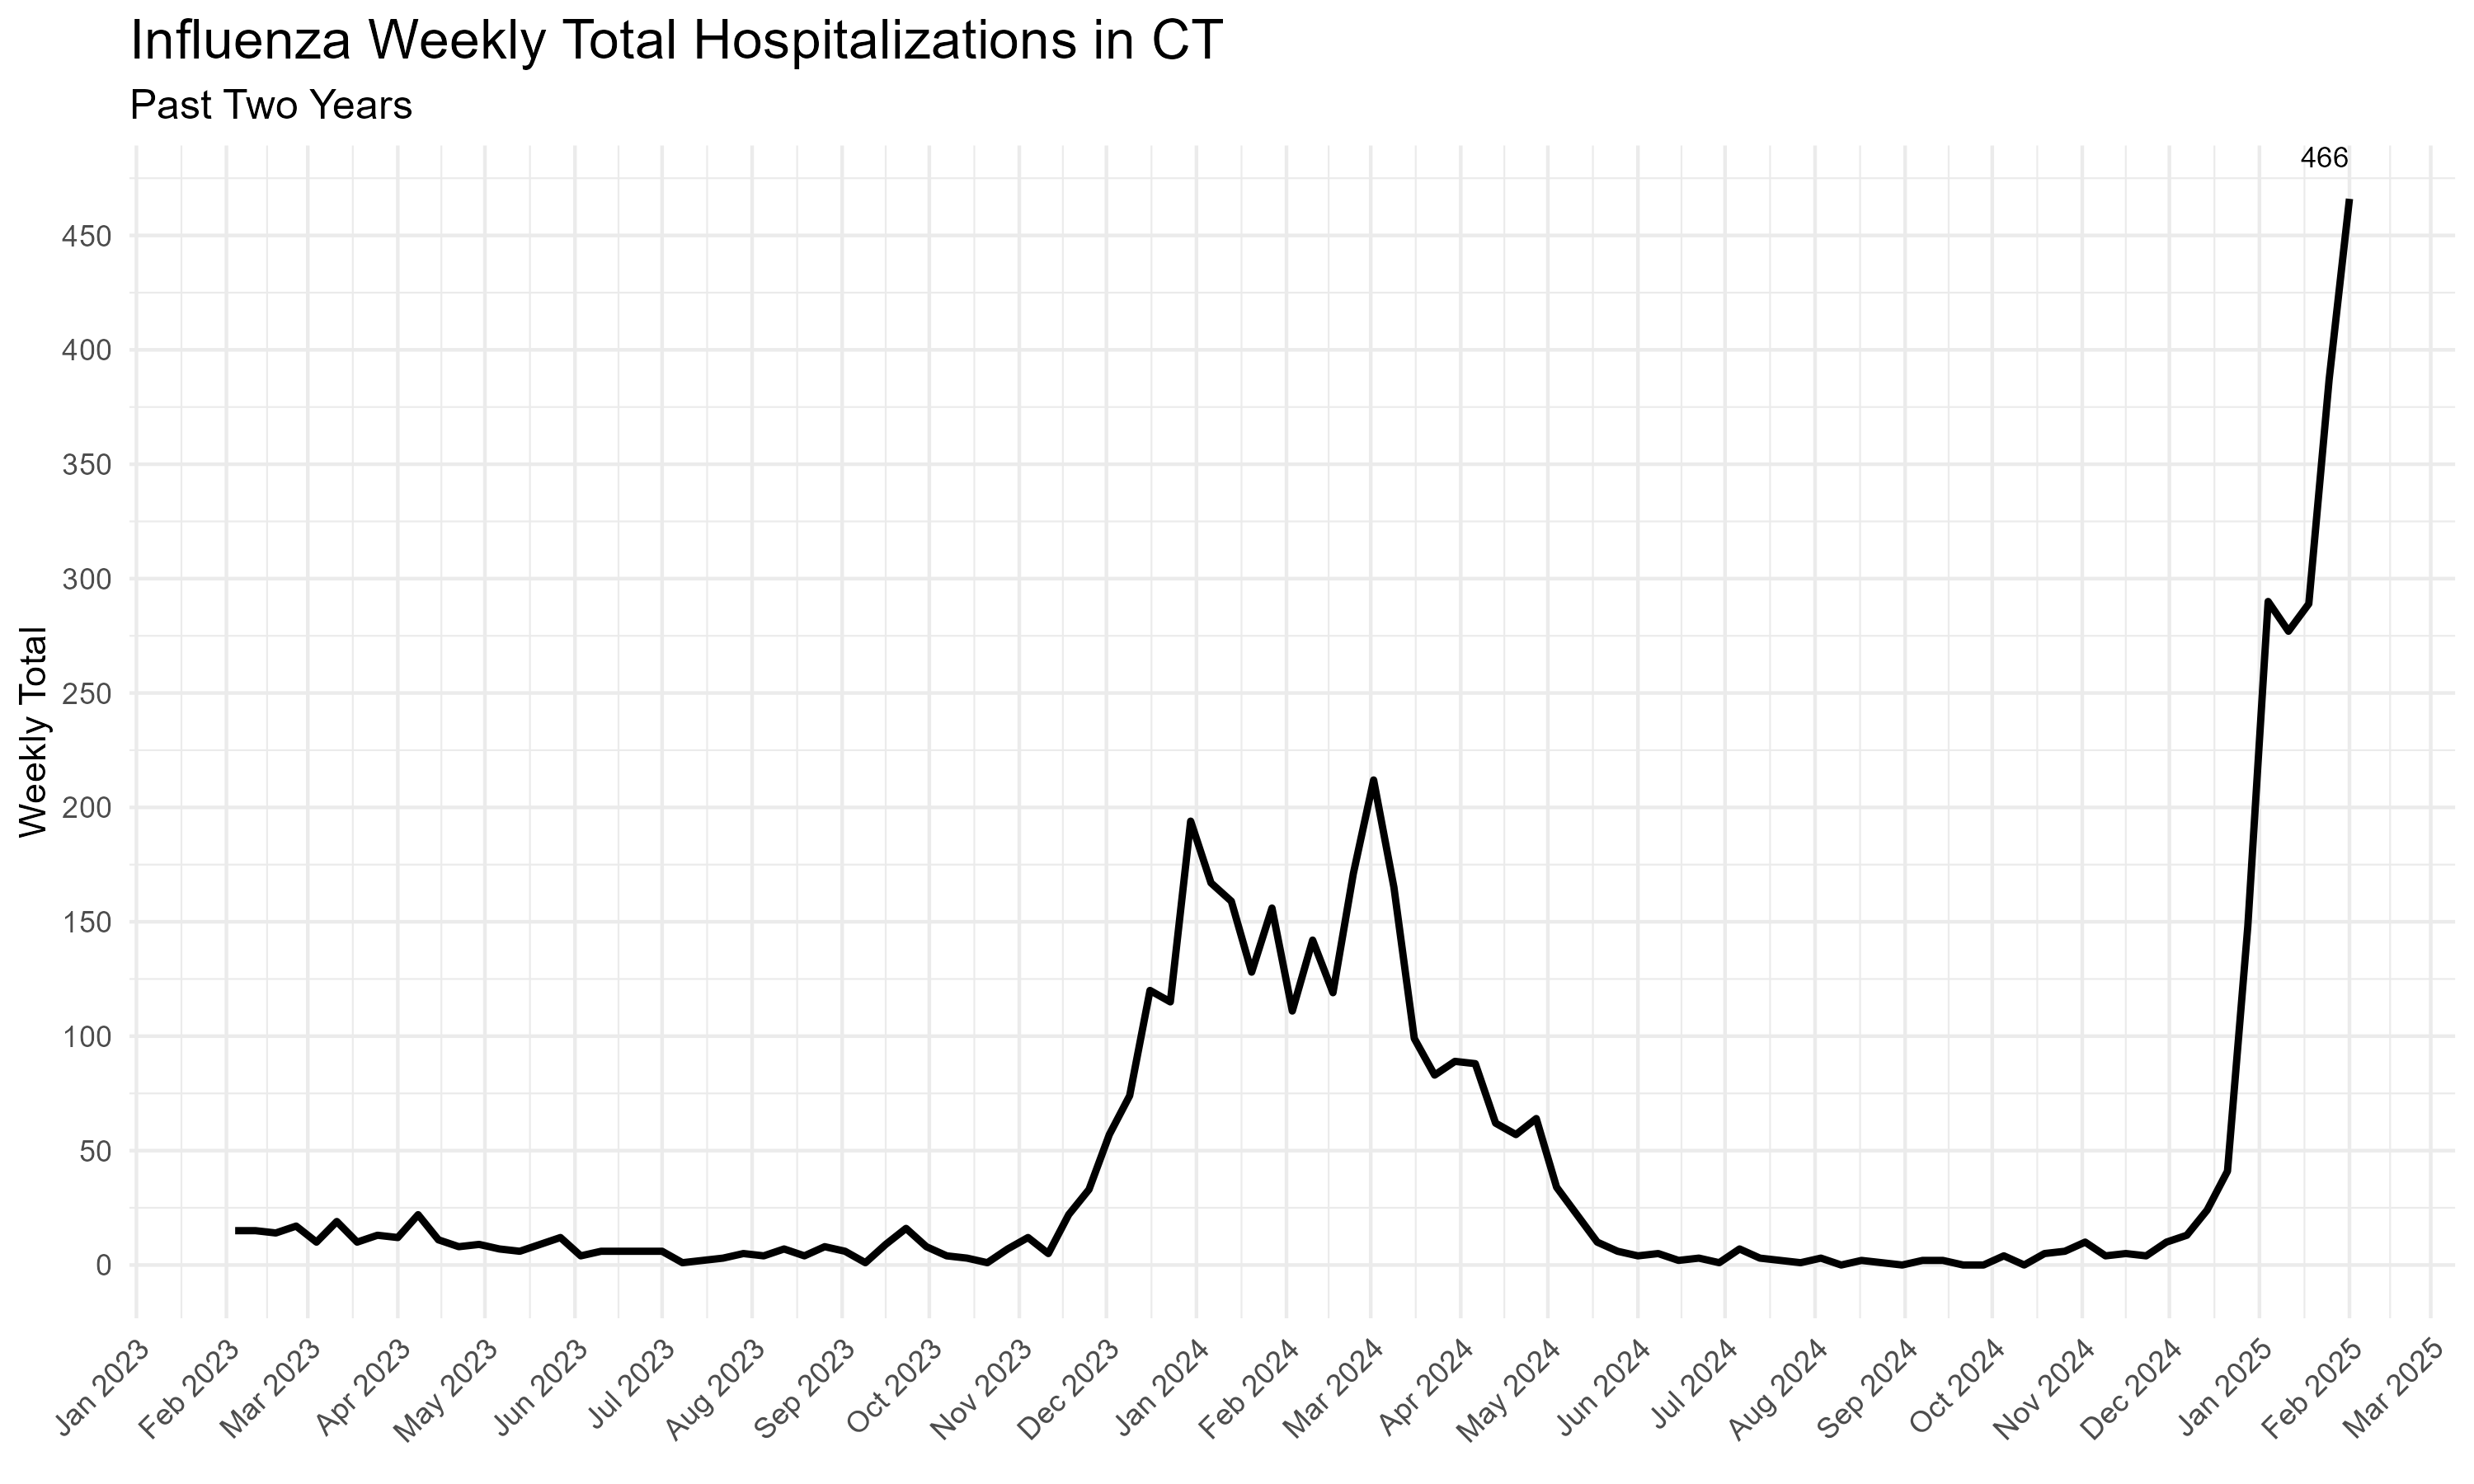 Influenza Weekly Total Hospitalizations in CT
Past Two Years
466
Weekly Total
450
400
350
300
250
200
150
100
50
0
Jan 2023
Feb 2023
Mar 2023
Apr 2023
May 2023
Jun 2023
Jul 2023
Aug 2023
Sep 2023
Oct 2023
Nov 2023
Dec 2023
Jan 2024
Feb 2024
Mar 2024
Apr 2024
May 2024
Jun 2024
Jul 2024
Aug 2024
Sep 2024
Oct 2024
Nov 2024
Dec 2024
Jan 2025
Feb 2025
Mar 2025